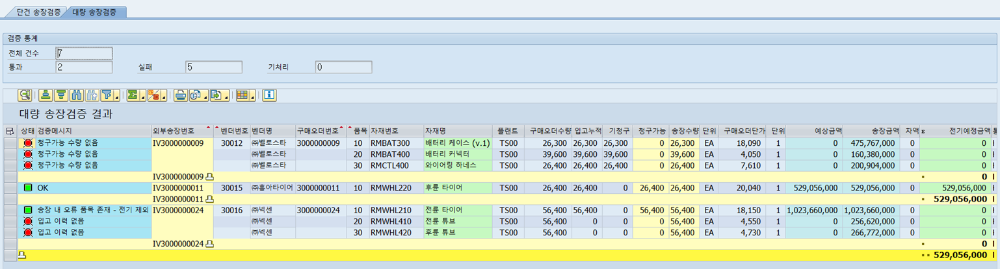 단건 송장검증 대량 송장검증
검증 통계
전체 건수 7
통과 2 실패 5 기처리 0
대량 송장검증 결과
상태 검증메시지 외부송장번호 벤더번호 벤더명 구매오더번호 품목 자재번호 자재명 플랜트 구매오더수량 입고누적 기청구 청구가능 송장수량 단위 구매오더단가 단위 예상금액 송장금액 차액 Σ 전기예정금액 통
청구가능 수량 없음 IV3000000009 30012 ㈜벨로스타 3000000009 10 RMBAT300 배터리 케이스 (v.1) TS00 26,300 26,300 26,300 0 26,300 EA 18,090 1 0 475,767,000 0 0
청구가능 수량 없음 ㈜벨로스타 20 RMBAT400 배터리 커넥터 TS00 39,600 39,600 39,600 0 39,600 EA 4,050 1 0 160,380,000 0 0
청구가능 수량 없음 ㈜벨로스타 30 RMCTL400 와이어링 하네스 TS00 26,400 26,400 26,400 0 26,400 EA 7,610 1 0 200,904,000 0 0
IV3000000009 0
OK IV3000000011 30015 ㈜흥아타이어 3000000011 10 RMWHL220 후륜 타이어 TS00 26,400 26,400 0 26,400 26,400 EA 20,040 1 529,056,000 529,056,000 0 529,056,000
IV3000000011 529,056,000
송장 내 오류 품목 존재 - 전기 제외 IV3000000024 30016 ㈜넥센 3000000024 10 RMWHL210 전륜 타이어 TS00 56,400 56,400 0 56,400 56,400 EA 18,150 1 1,023,660,000 1,023,660,000 0 0
입고 이력 없음 ㈜넥센 20 RMWHL410 전륜 튜브 TS00 56,400 0 0 0 56,400 EA 4,550 1 0 256,620,000 0 0
입고 이력 없음 ㈜넥센 30 RMWHL420 후륜 튜브 TS00 56,400 0 0 0 56,400 EA 4,730 1 0 266,772,000 0 0
IV3000000024 0
529,056,000